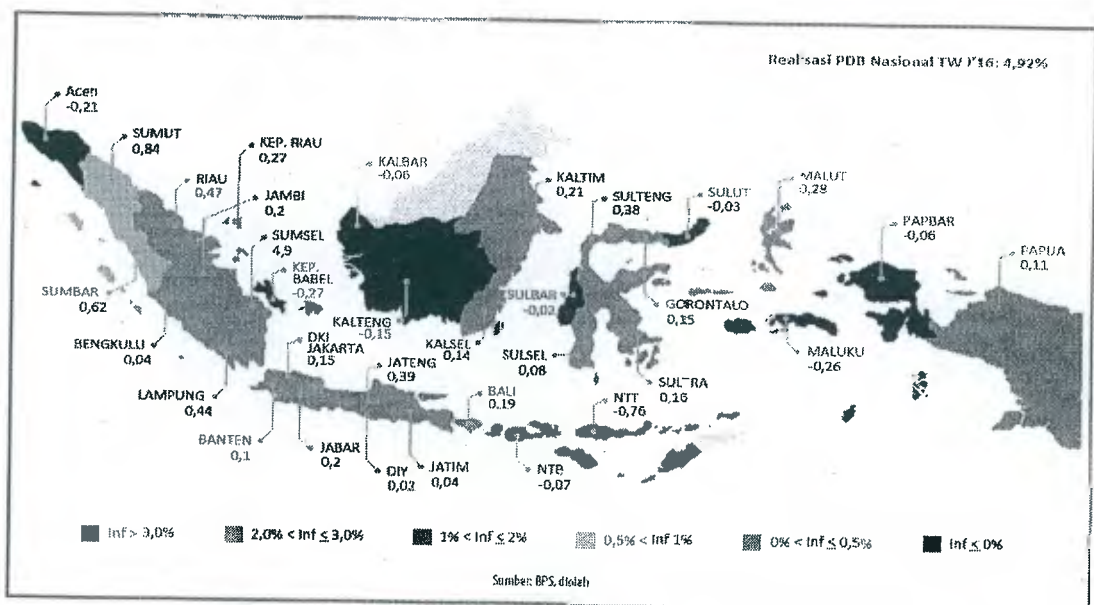 Realisasi PDB Nasional TW I'16: 4,92%
Aceh
-0,21
SUMUT
0,84
KEP. RIAU
0,27
RIAU
0,47
JAMBI
0,2
SUMSEL
4,9
KEP.
BABEL
-0,27
SUMBAR
0,62
BENGKULU
0,04
LAMPUNG
0,44
KALBAR
-0,06
KALTENG
-0,15
KALTIM
0,21
KALSEL
0,14
SULTENG
0,38
SULUT
-0,03
SULBAR
-0,02
GORONTALO
0,15
SULSEL
0,08
SULTRA
0,16
MALUT
0,28
PAPBAR
-0,06
PAPUA
0,11
MALUKU
-0,26
DKI
JAKARTA
0,15
JATENG
0,39
BANTEN
0,1
JABAR
0,2
DIY
0,02
JATIM
0,04
BALI
0,19
NTB
-0,07
NTT
-0,76
Inf > 3,0%
2,0% < Inf ≤ 3,0%
1% < Inf ≤ 2%
0,5% < Inf 1%
0% < Inf ≤ 0,5%
Inf ≤ 0%
Sumber: BPS, diolah